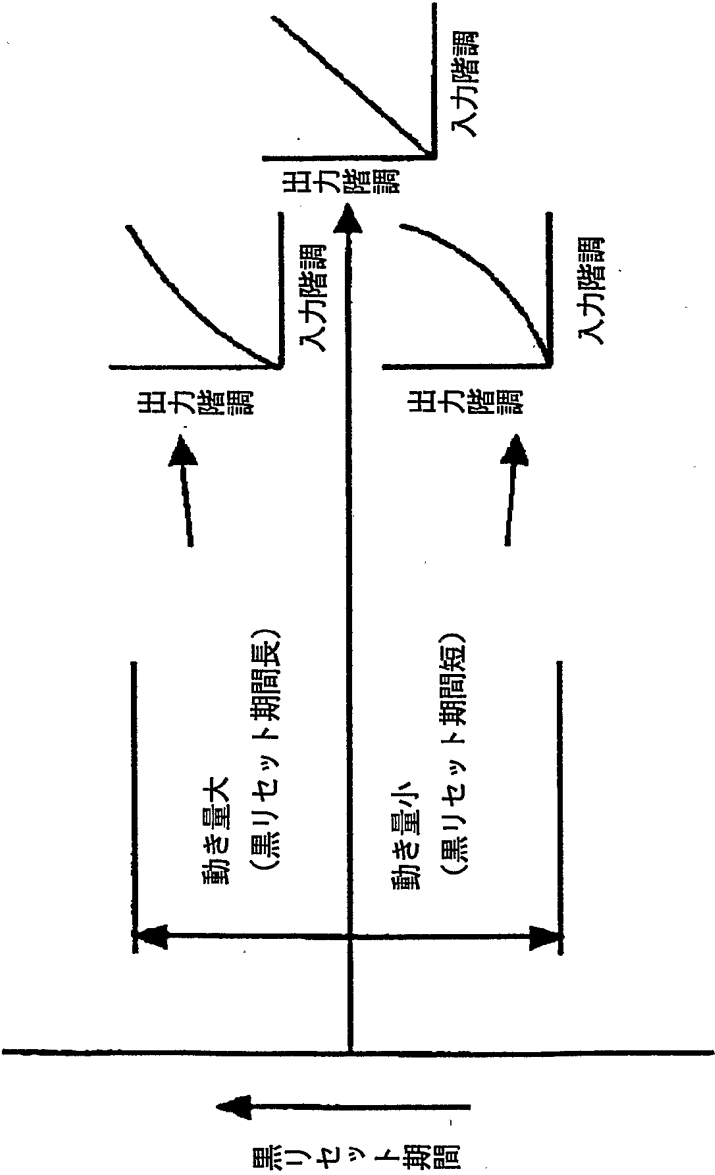 黒リセット期間
動き量大
(黒リセット期間長)
動き量小
(黒リセット期間短)
出力階調
入力階調
出力階調
入力階調
出力階調
入力階調